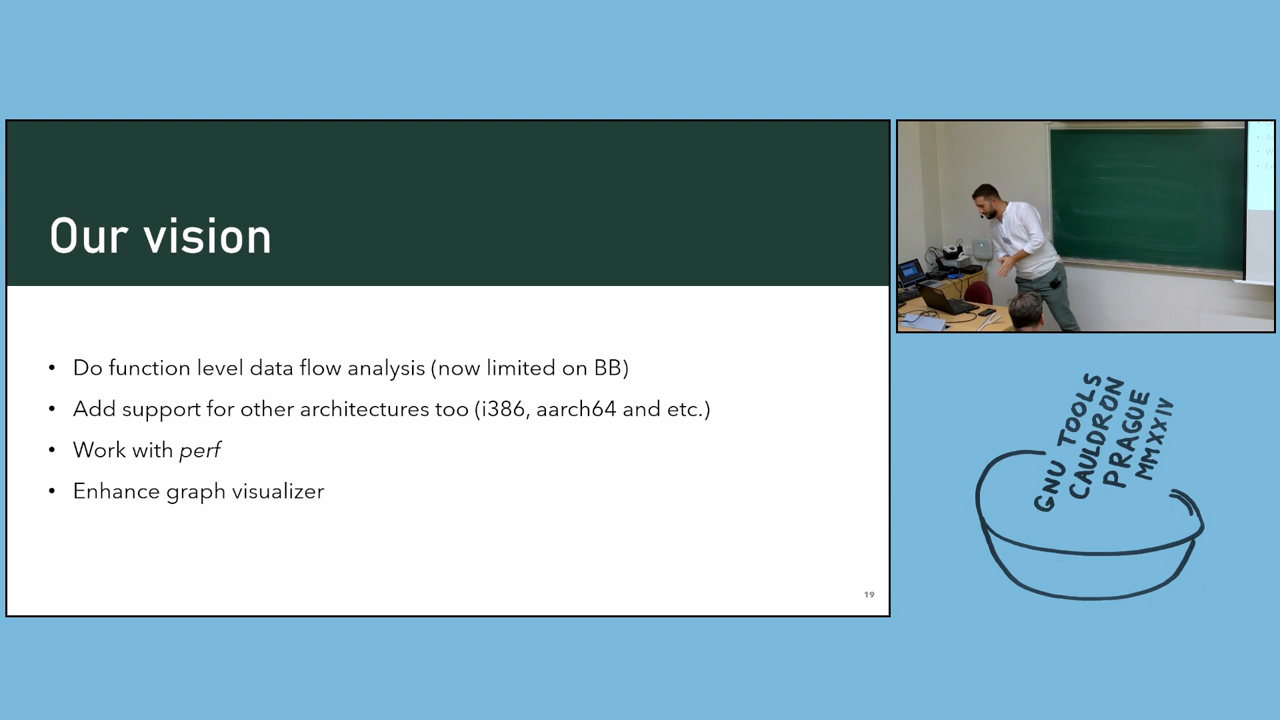 Our vision
• Do function level data flow analysis (now limited on BB)
• Add support for other architectures too (i386, aarch64 and etc.)
• Work with perf
• Enhance graph visualizer
19
GNU TOOLS
CAULDRON
PRAGUE
MMXXIV